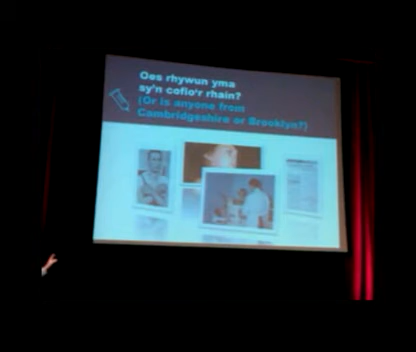 Oes rhywun yma
sy'n cofio'r rhain?
(Or is anyone from
Cambridgeshire or Brooklyn?)